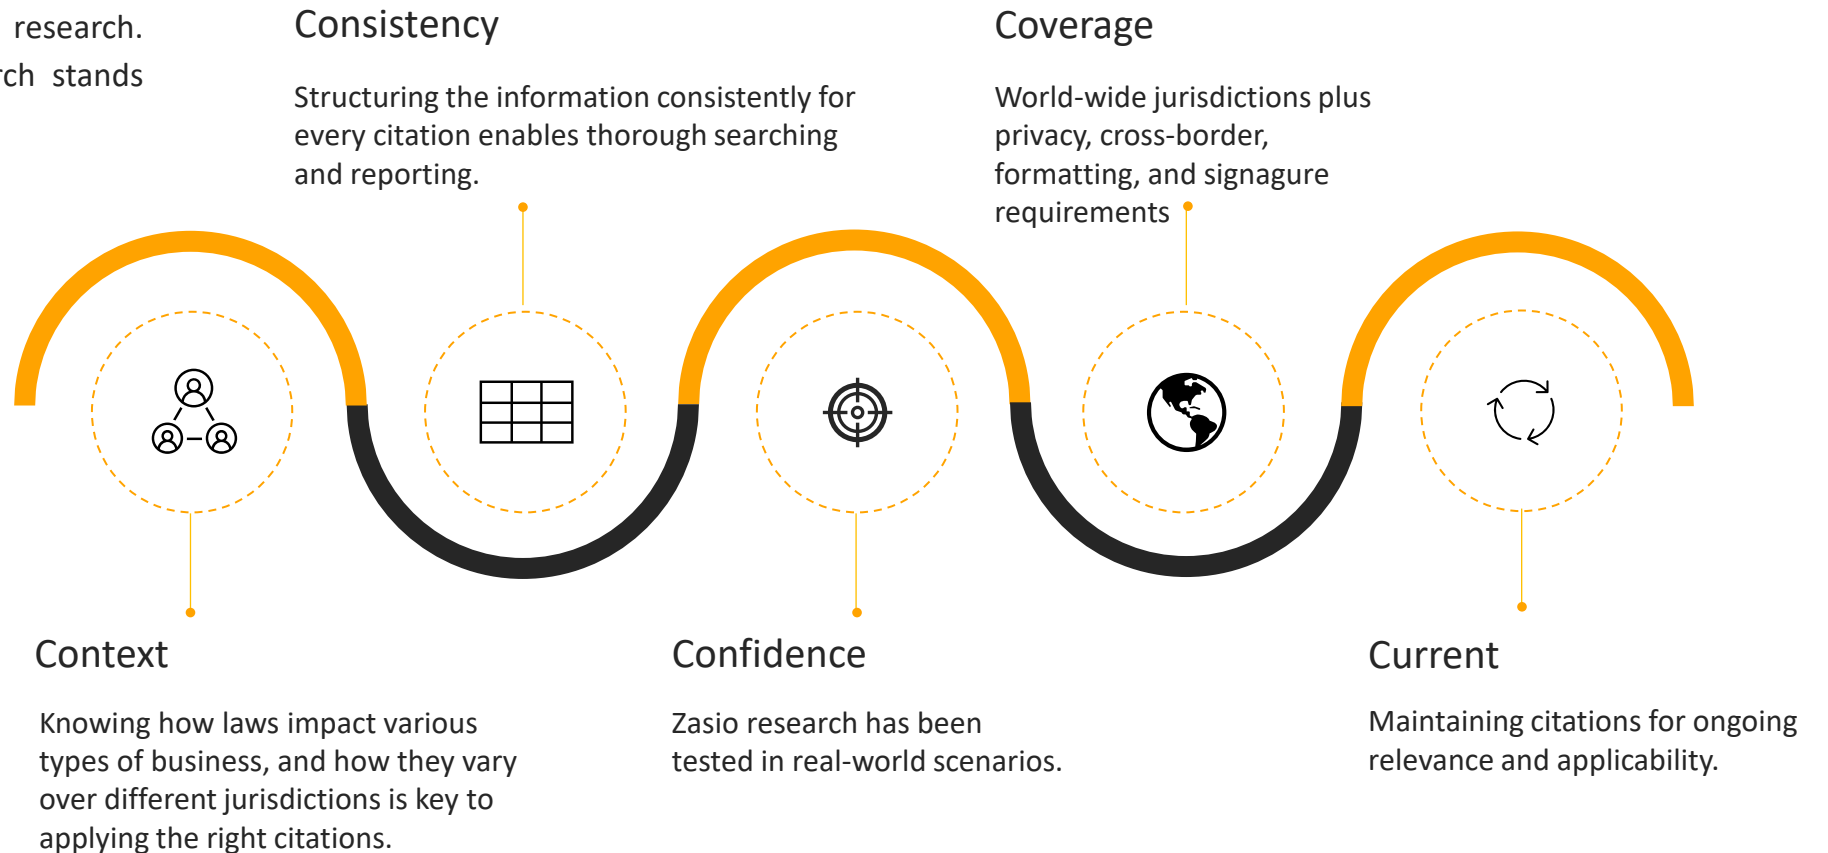 research.
rch stands
Consistency
Structuring the information consistently for
every citation enables thorough searching
and reporting.
Coverage
World-wide jurisdictions plus
privacy, cross-border,
formatting, and signagure
requirements
Context
Knowing how laws impact various
types of business, and how they vary
over different jurisdictions is key to
applying the right citations.
Confidence
Zasio research has been
tested in real-world scenarios.
Current
Maintaining citations for ongoing
relevance and applicability.